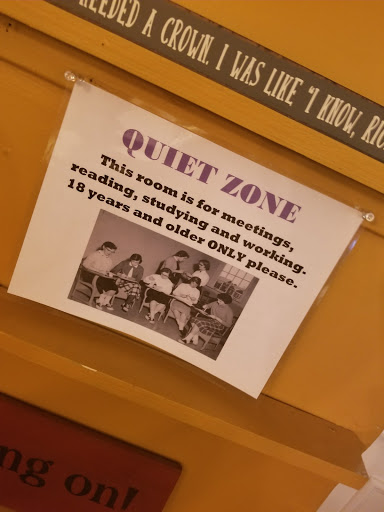 NEEDED A CROWN. I WAS LIKE "I KNOW,
QUIET ZONE
This room is for meetings,
reading, studying and working.
18 years and older ONLY please.
ng on!